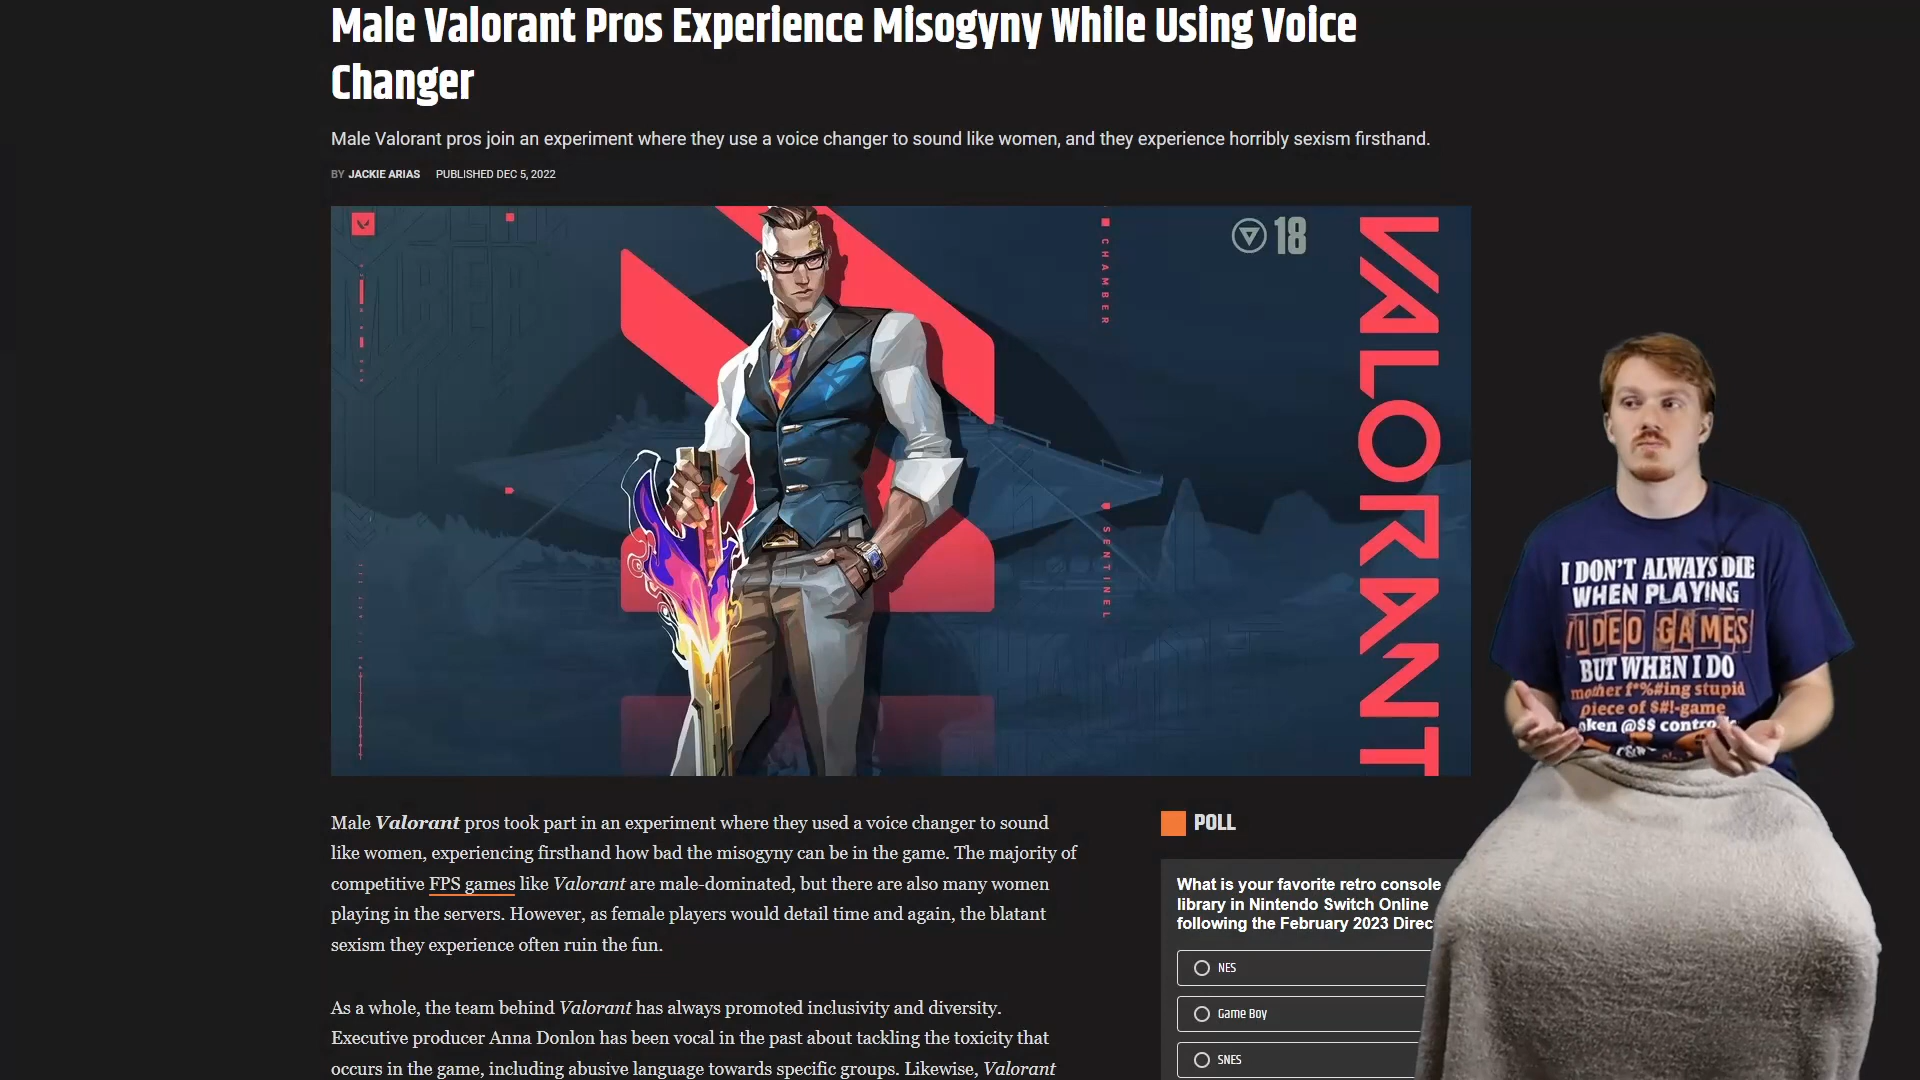 Male Valorant Pros Experience Misogyny While Using Voice
Changer
Male Valorant pros join an experiment where they use a voice changer to sound like women, and they experience horribly sexism firsthand.
BY JACKIE ARIAS PUBLISHED DEC 5, 2022
CHAMBER
18
SENTINEL
VALORANT
Male Valorant pros took part in an experiment where they used a voice changer to sound
like women, experiencing firsthand how bad the misogyny can be in the game. The majority of
competitive FPS games like Valorant are male-dominated, but there are also many women
playing in the servers. However, as female players would detail time and again, the blatant
sexism they experience often ruin the fun.
As a whole, the team behind Valorant has always promoted inclusivity and diversity.
Executive producer Anna Donlon has been vocal in the past about tackling the toxicity that
occurs in the game, including abusive language towards specific groups. Likewise, Valorant
POLL
What is your favorite retro console
library in Nintendo Switch Online
following the February 2023 Direc
NES
Game Boy
SNES
I DON'T ALWAYS DIE
WHEN PLAYING
VIDEO GAMES
BUT WHEN I DO
mother f*%#ing stupid
piece of $#!-game
oken @$$ contro